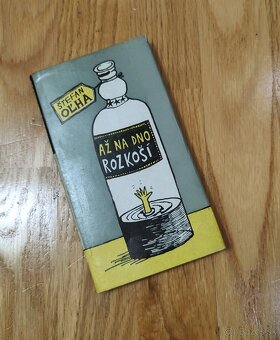 ŠTEFAN
OLHA
AŽ NA DNO
ROZKOŠÍ